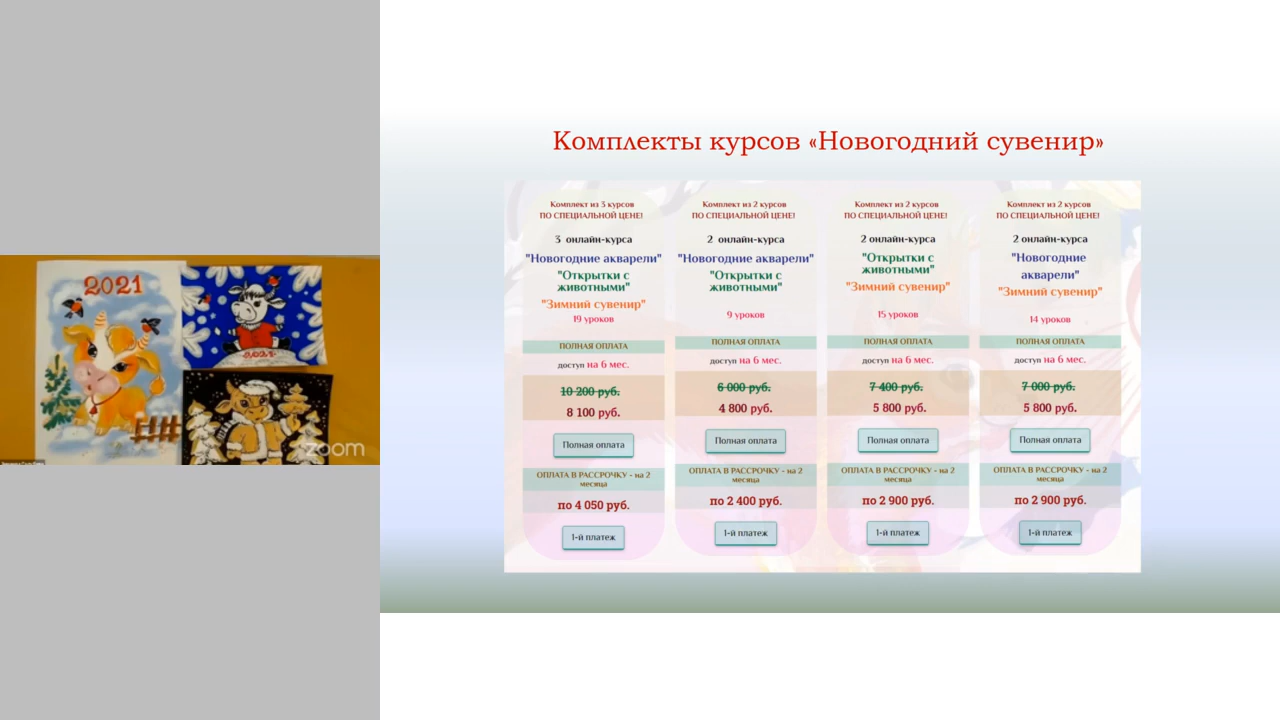 Комплекты курсов «Новогодний сувенир»
Комплект из 3 курсов
ПО СПЕЦИАЛЬНОЙ ЦЕНЕ!
3 онлайн-курса
"Новогодние акварели"
"Открытки с
животными"
"Зимний сувенир"
19 уроков
ПОЛНАЯ ОПЛАТА
доступ на 6 мес.
10 200 руб.
8 100 руб.
Полная оплата
ОПЛАТА В РАССРОЧКУ - на 2
месяца
по 4 050 руб.
1-й платеж
Комплект из 2 курсов
ПО СПЕЦИАЛЬНОЙ ЦЕНЕ!
2 онлайн-курса
"Новогодние акварели"
"Открытки с
животными"
9 уроков
ПОЛНАЯ ОПЛАТА
доступ на 6 мес.
6 000 руб.
4 800 руб.
Полная оплата
ОПЛАТА В РАССРОЧКУ - на 2
месяца
по 2 400 руб.
1-й платеж
Комплект из 2 курсов
ПО СПЕЦИАЛЬНОЙ ЦЕНЕ!
2 онлайн-курса
"Открытки с
животными"
"Зимний сувенир"
15 уроков
ПОЛНАЯ ОПЛАТА
доступ на 6 мес.
7 400 руб.
5 800 руб.
Полная оплата
ОПЛАТА В РАССРОЧКУ - на 2
месяца
по 2 900 руб.
1-й платеж
Комплект из 2 курсов
ПО СПЕЦИАЛЬНОЙ ЦЕНЕ!
2 онлайн-курса
"Новогодние
акварели"
"Зимний сувенир"
14 уроков
ПОЛНАЯ ОПЛАТА
доступ на 6 мес.
7 000 руб.
5 800 руб.
Полная оплата
ОПЛАТА В РАССРОЧКУ - на 2
месяца
по 2 900 руб.
1-й платеж
2021
2021
zoom